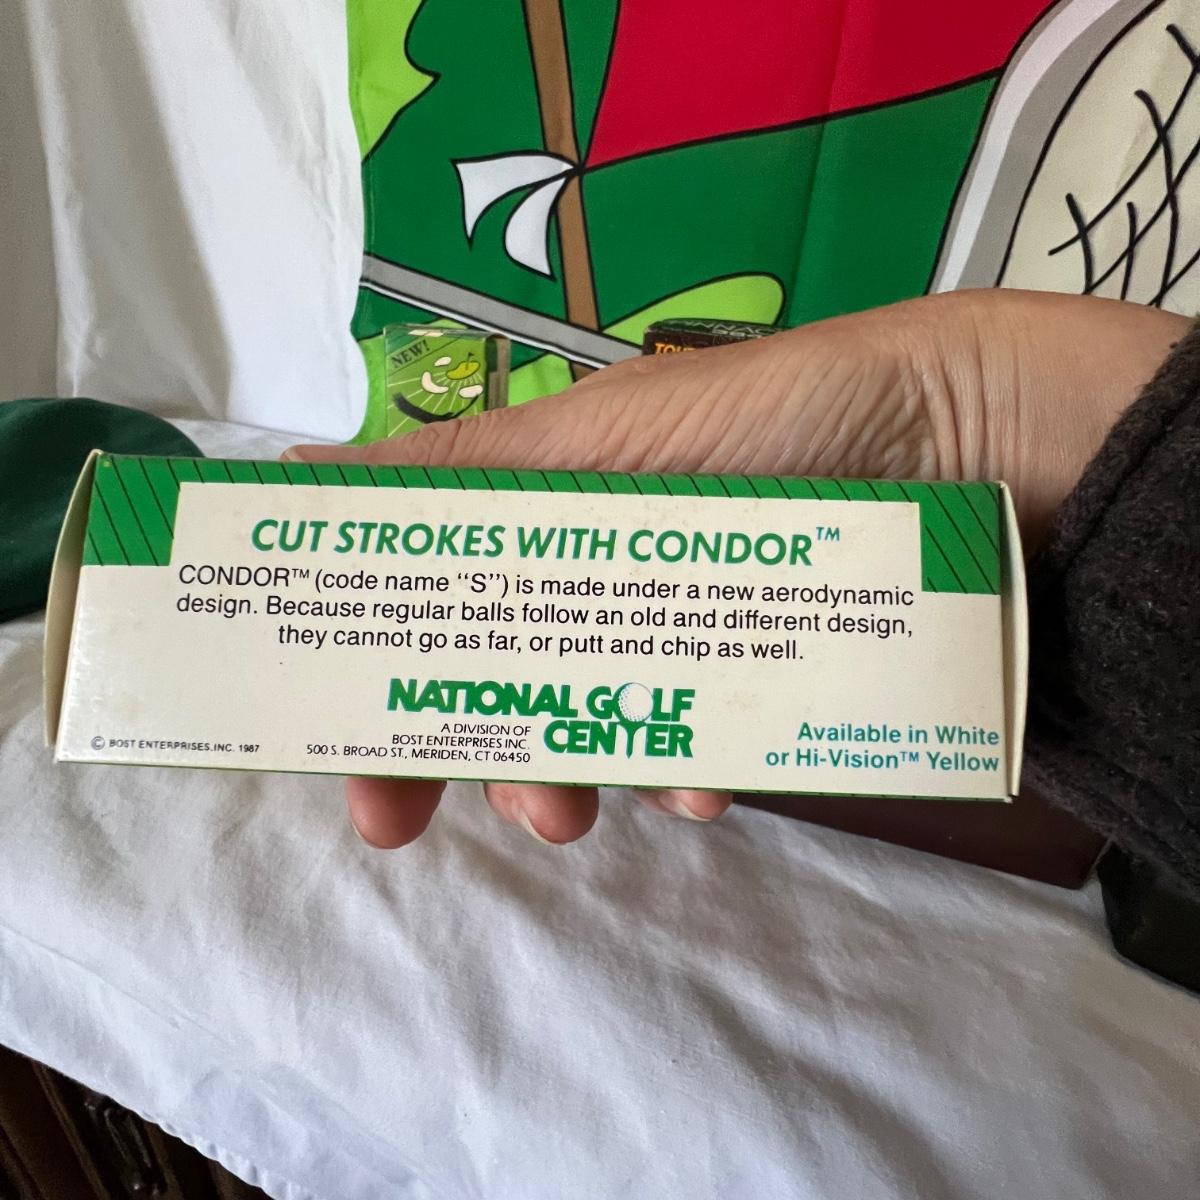 NEW!
CUT STROKES WITH CONDOR™
CONDOR™ (code name “S”) is made under a new aerodynamic
design. Because regular balls follow an old and different design,
they cannot go as far, or putt and chip as well.
NATIONAL GOLF
CENTER
A DIVISION OF
BOST ENTERPRISES INC.
500 S. BROAD ST., MERIDEN, CT 06450
© BOST ENTERPRISES, INC. 1987
Available in White
or Hi-Vision™ Yellow